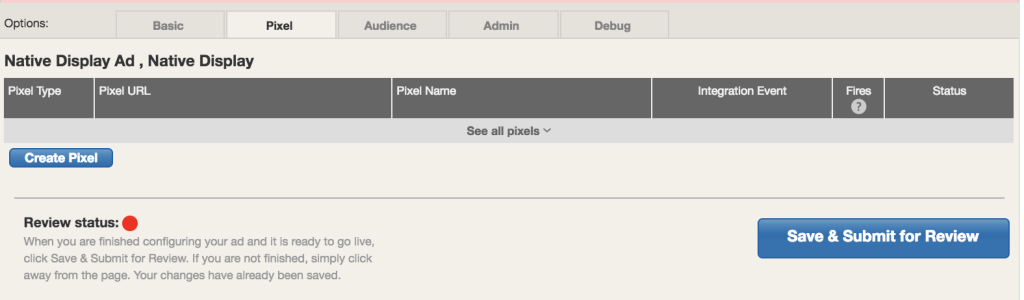 Options: Basic Pixel Audience Admin Debug
Native Display Ad , Native Display
Pixel Type Pixel URL Pixel Name Integration Event Fires Status
?
See all pixels
Create Pixel
Review status:
When you are finished configuring your ad and it is ready to go live,
click Save & Submit for Review. If you are not finished, simply click
away from the page. Your changes have already been saved.
Save & Submit for Review